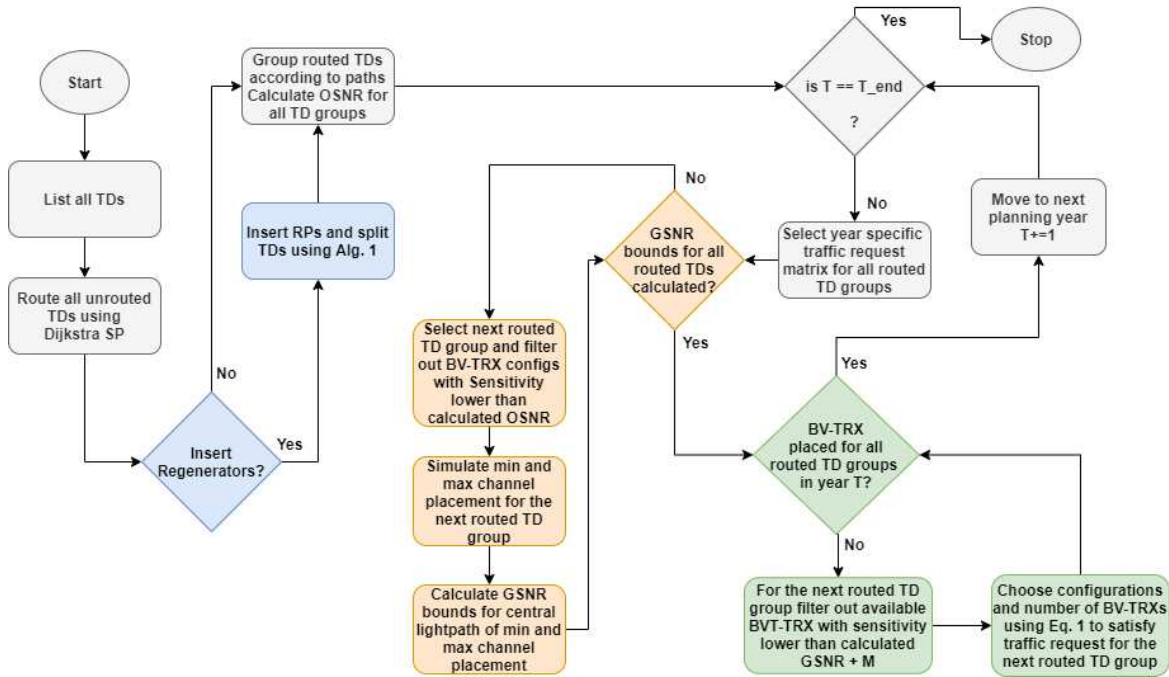 Start
List all TDs
Route all unrouted
TDs using
Dijkstra SP
Insert
Regenerators?
No
Yes
Insert RPs and split
TDs using Alg. 1
Group routed TDs
according to paths
Calculate OSNR for
all TD groups
is T == T_end
?
Yes
Stop
No
Select year specific
traffic request
matrix for all routed
TD groups
GSNR
bounds for all
routed TDs
calculated?
No
Yes
Select next routed
TD group and filter
out BV-TRX configs
with Sensitivity
lower than
calculated OSNR
Simulate min and
max channel
placement for the
next routed TD
group
Calculate GSNR
bounds for central
lightpath of min and
max channel
placement
BV-TRX
placed for all
routed TD groups
in year T?
Yes
No
Move to next
planning year
T+=1
For the next routed TD
group filter out available
BVT-TRX with sensitivity
lower than calculated
GSNR + M
Choose configurations
and number of BV-TRXs
using Eq. 1 to satisfy
traffic request for the
next routed TD group